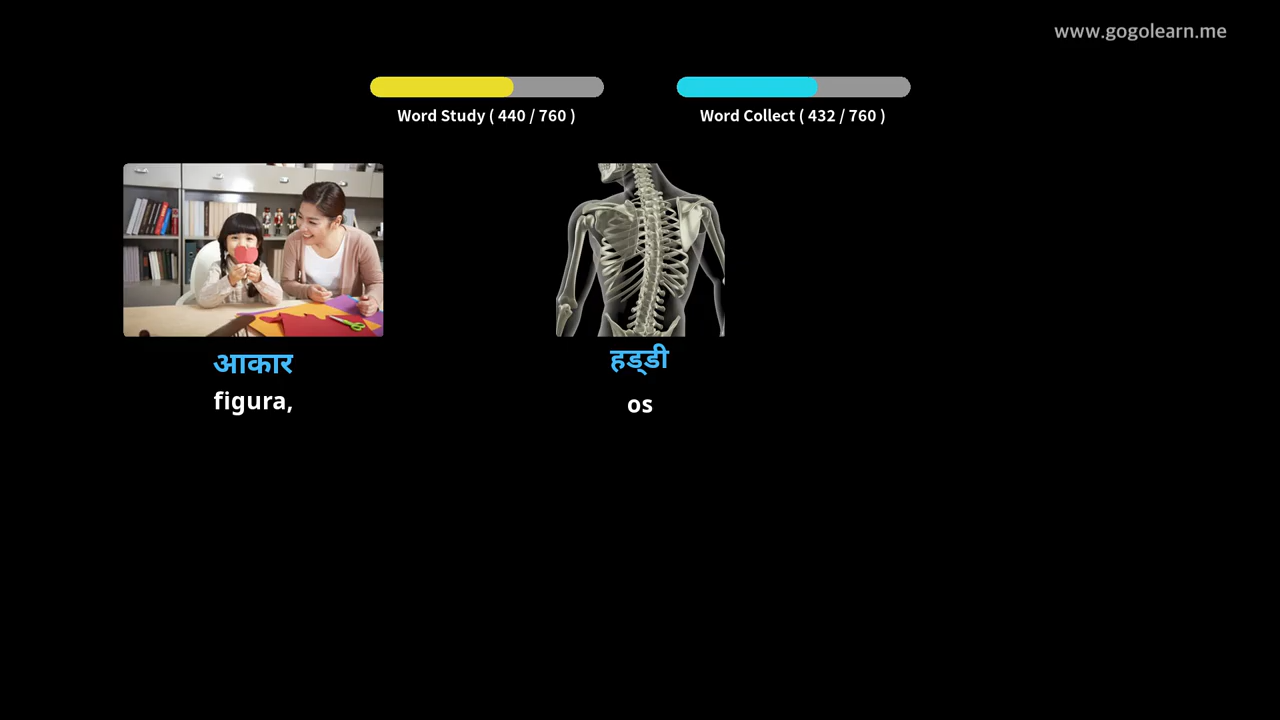 www.gogolearn.me
Word Study ( 440 / 760 )
Word Collect ( 432 / 760 )
आकार
figura,
हड्डी
os